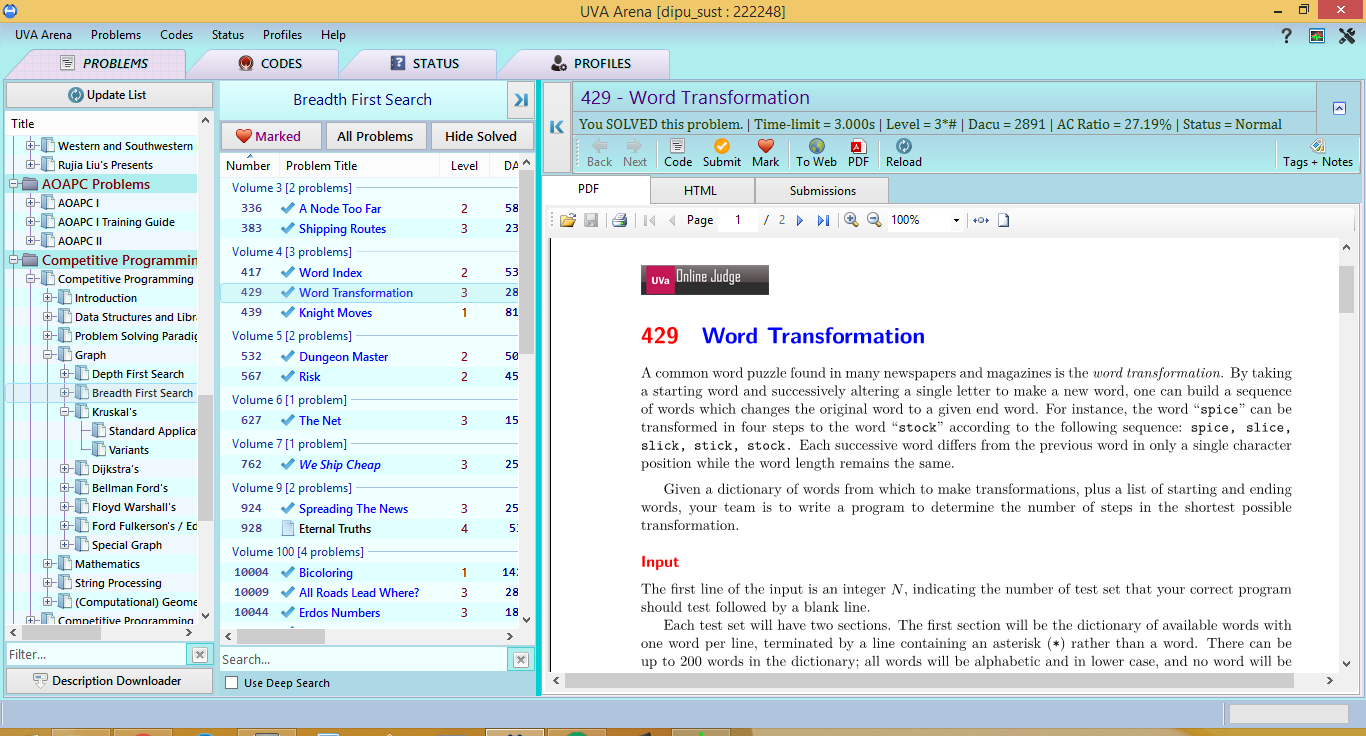 UVA Arena [dipu_sust : 222248]
UVA Arena Problems Codes Status Profiles Help
PROBLEMS CODES STATUS PROFILES
Update List
Title
Western and Southwestern
Rujia Liu's Presents
AOAPC Problems
AOAPC I
AOAPC I Training Guide
AOAPC II
Competitive Programmin
Competitive Programming
Introduction
Data Structures and Libr
Problem Solving Paradig
Graph
Depth First Search
Breadth First Search
Kruskal's
Standard Applica
Variants
Dijkstra's
Bellman Ford's
Floyd Warshall's
Ford Fulkerson's / Ed
Special Graph
Mathematics
String Processing
(Computational) Geome
Competitive Programming
Filter...
Description Downloader
Breadth First Search
Marked All Problems Hide Solved
Number Problem Title Level DA
Volume 3 [2 problems]
336 A Node Too Far 2 58
383 Shipping Routes 3 23
Volume 4 [3 problems]
417 Word Index 2 53
429 Word Transformation 3 28
439 Knight Moves 1 81
Volume 5 [2 problems]
532 Dungeon Master 2 50
567 Risk 2 45
Volume 6 [1 problem]
627 The Net 3 15
Volume 7 [1 problem]
762 We Ship Cheap 3 25
Volume 9 [2 problems]
924 Spreading The News 3 25
928 Eternal Truths 4 5
Volume 100 [4 problems]
10004 Bicoloring 1 14
10009 All Roads Lead Where? 3 28
10044 Erdos Numbers 3 18
Search...
Use Deep Search
429 - Word Transformation
You SOLVED this problem. | Time-limit = 3.000s | Level = 3*# | Dacu = 2891 | AC Ratio = 27.19% | Status = Normal
Back Next Code Submit Mark To Web PDF Reload Tags + Notes
PDF HTML Submissions
Page 1 / 2 100%
UVa Online Judge
429 Word Transformation
A common word puzzle found in many newspapers and magazines is the word transformation. By taking
a starting word and successively altering a single letter to make a new word, one can build a sequence
of words which changes the original word to a given end word. For instance, the word “spice” can be
transformed in four steps to the word “stock” according to the following sequence: spice, slice,
slick, stick, stock. Each successive word differs from the previous word in only a single character
position while the word length remains the same.
Given a dictionary of words from which to make transformations, plus a list of starting and ending
words, your team is to write a program to determine the number of steps in the shortest possible
transformation.
Input
The first line of the input is an integer N, indicating the number of test set that your correct program
should test followed by a blank line.
Each test set will have two sections. The first section will be the dictionary of available words with
one word per line, terminated by a line containing an asterisk (*) rather than a word. There can be
up to 200 words in the dictionary; all words will be alphabetic and in lower case, and no word will be